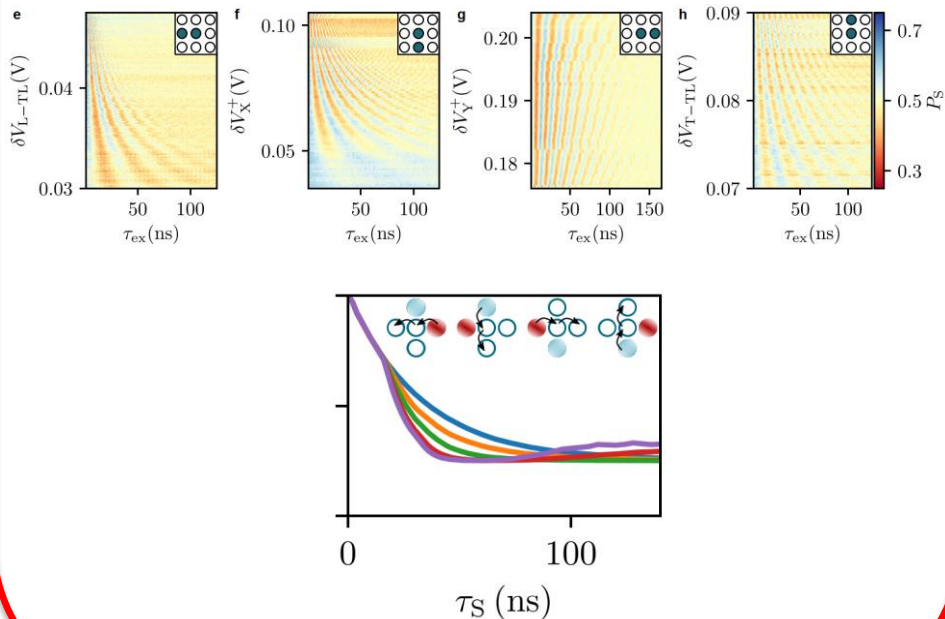 e f g h
δV_L−TL(V)
0.04
0.03
50 100
τ_ex(ns)
δV_X^+(V)
0.10
0.05
50 100
τ_ex(ns)
δV_Y^+(V)
0.20
0.19
0.18
50 100 150
τ_ex(ns)
δV_T−TL(V)
0.09
0.08
0.07
50 100
τ_ex(ns)
0.7
0.5
0.3
P_S
0 100
τ_S (ns)